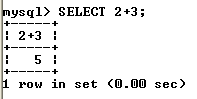 mysql> SELECT 2+3;
+-----+
| 2+3 |
+-----+
|   5 |
+-----+
1 row in set (0.00 sec)